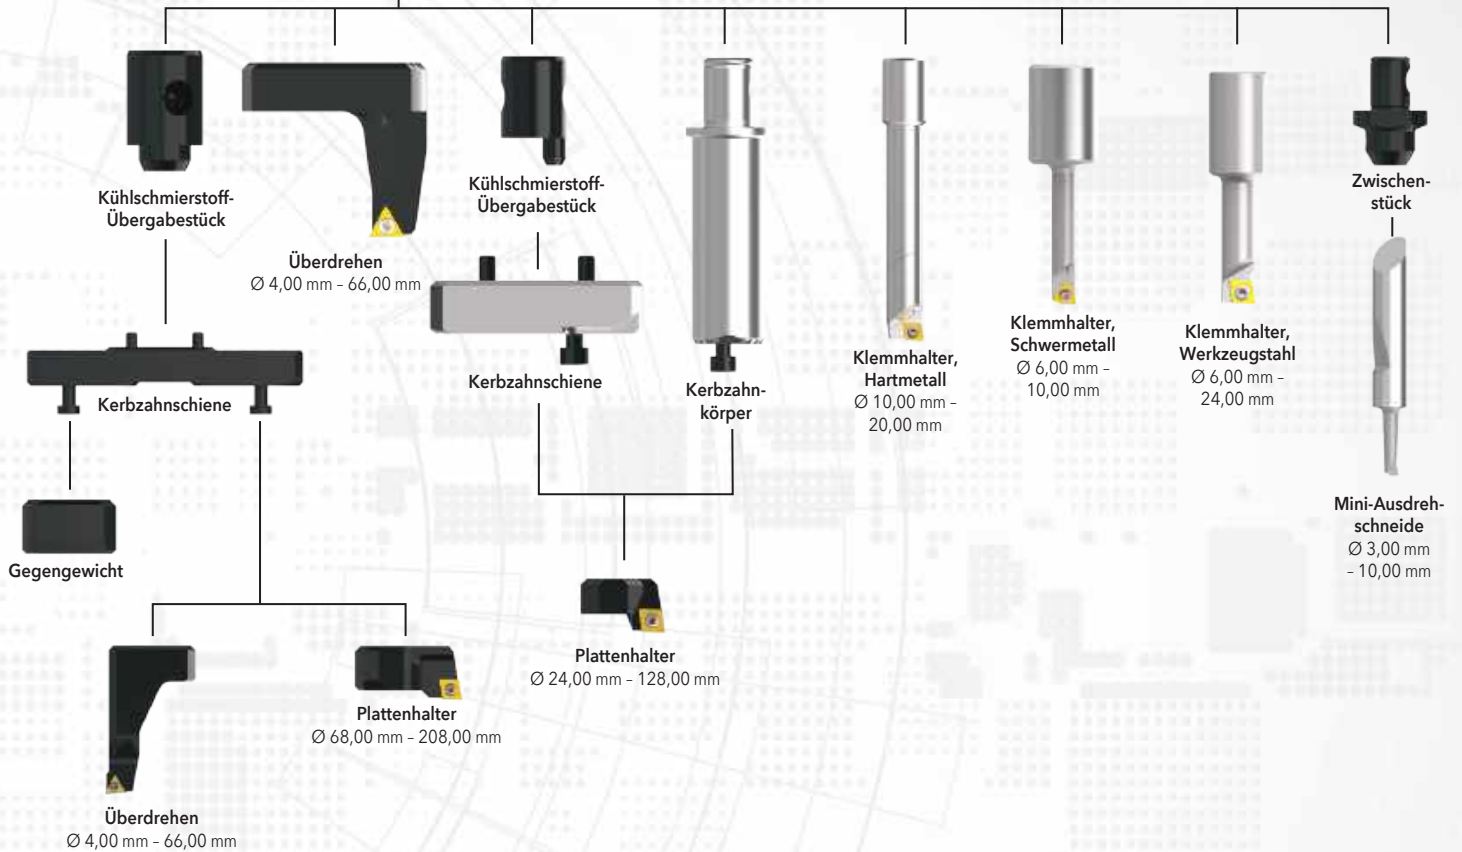 Kühlschmierstoff-
Übergabestück
Überdrehen
Ø 4,00 mm – 66,00 mm
Kühlschmierstoff-
Übergabestück
Zwischen-
stück
Kerbzahnschiene
Kerbzahnschiene
Kerbzahn-
körper
Klemmhalter,
Hartmetall
Ø 10,00 mm –
20,00 mm
Klemmhalter,
Schwermetall
Ø 6,00 mm –
10,00 mm
Klemmhalter,
Werkzeugstahl
Ø 6,00 mm –
24,00 mm
Mini-Ausdreh-
schneide
Ø 3,00 mm
– 10,00 mm
Gegengewicht
Plattenhalter
Ø 24,00 mm – 128,00 mm
Plattenhalter
Ø 68,00 mm – 208,00 mm
Überdrehen
Ø 4,00 mm – 66,00 mm